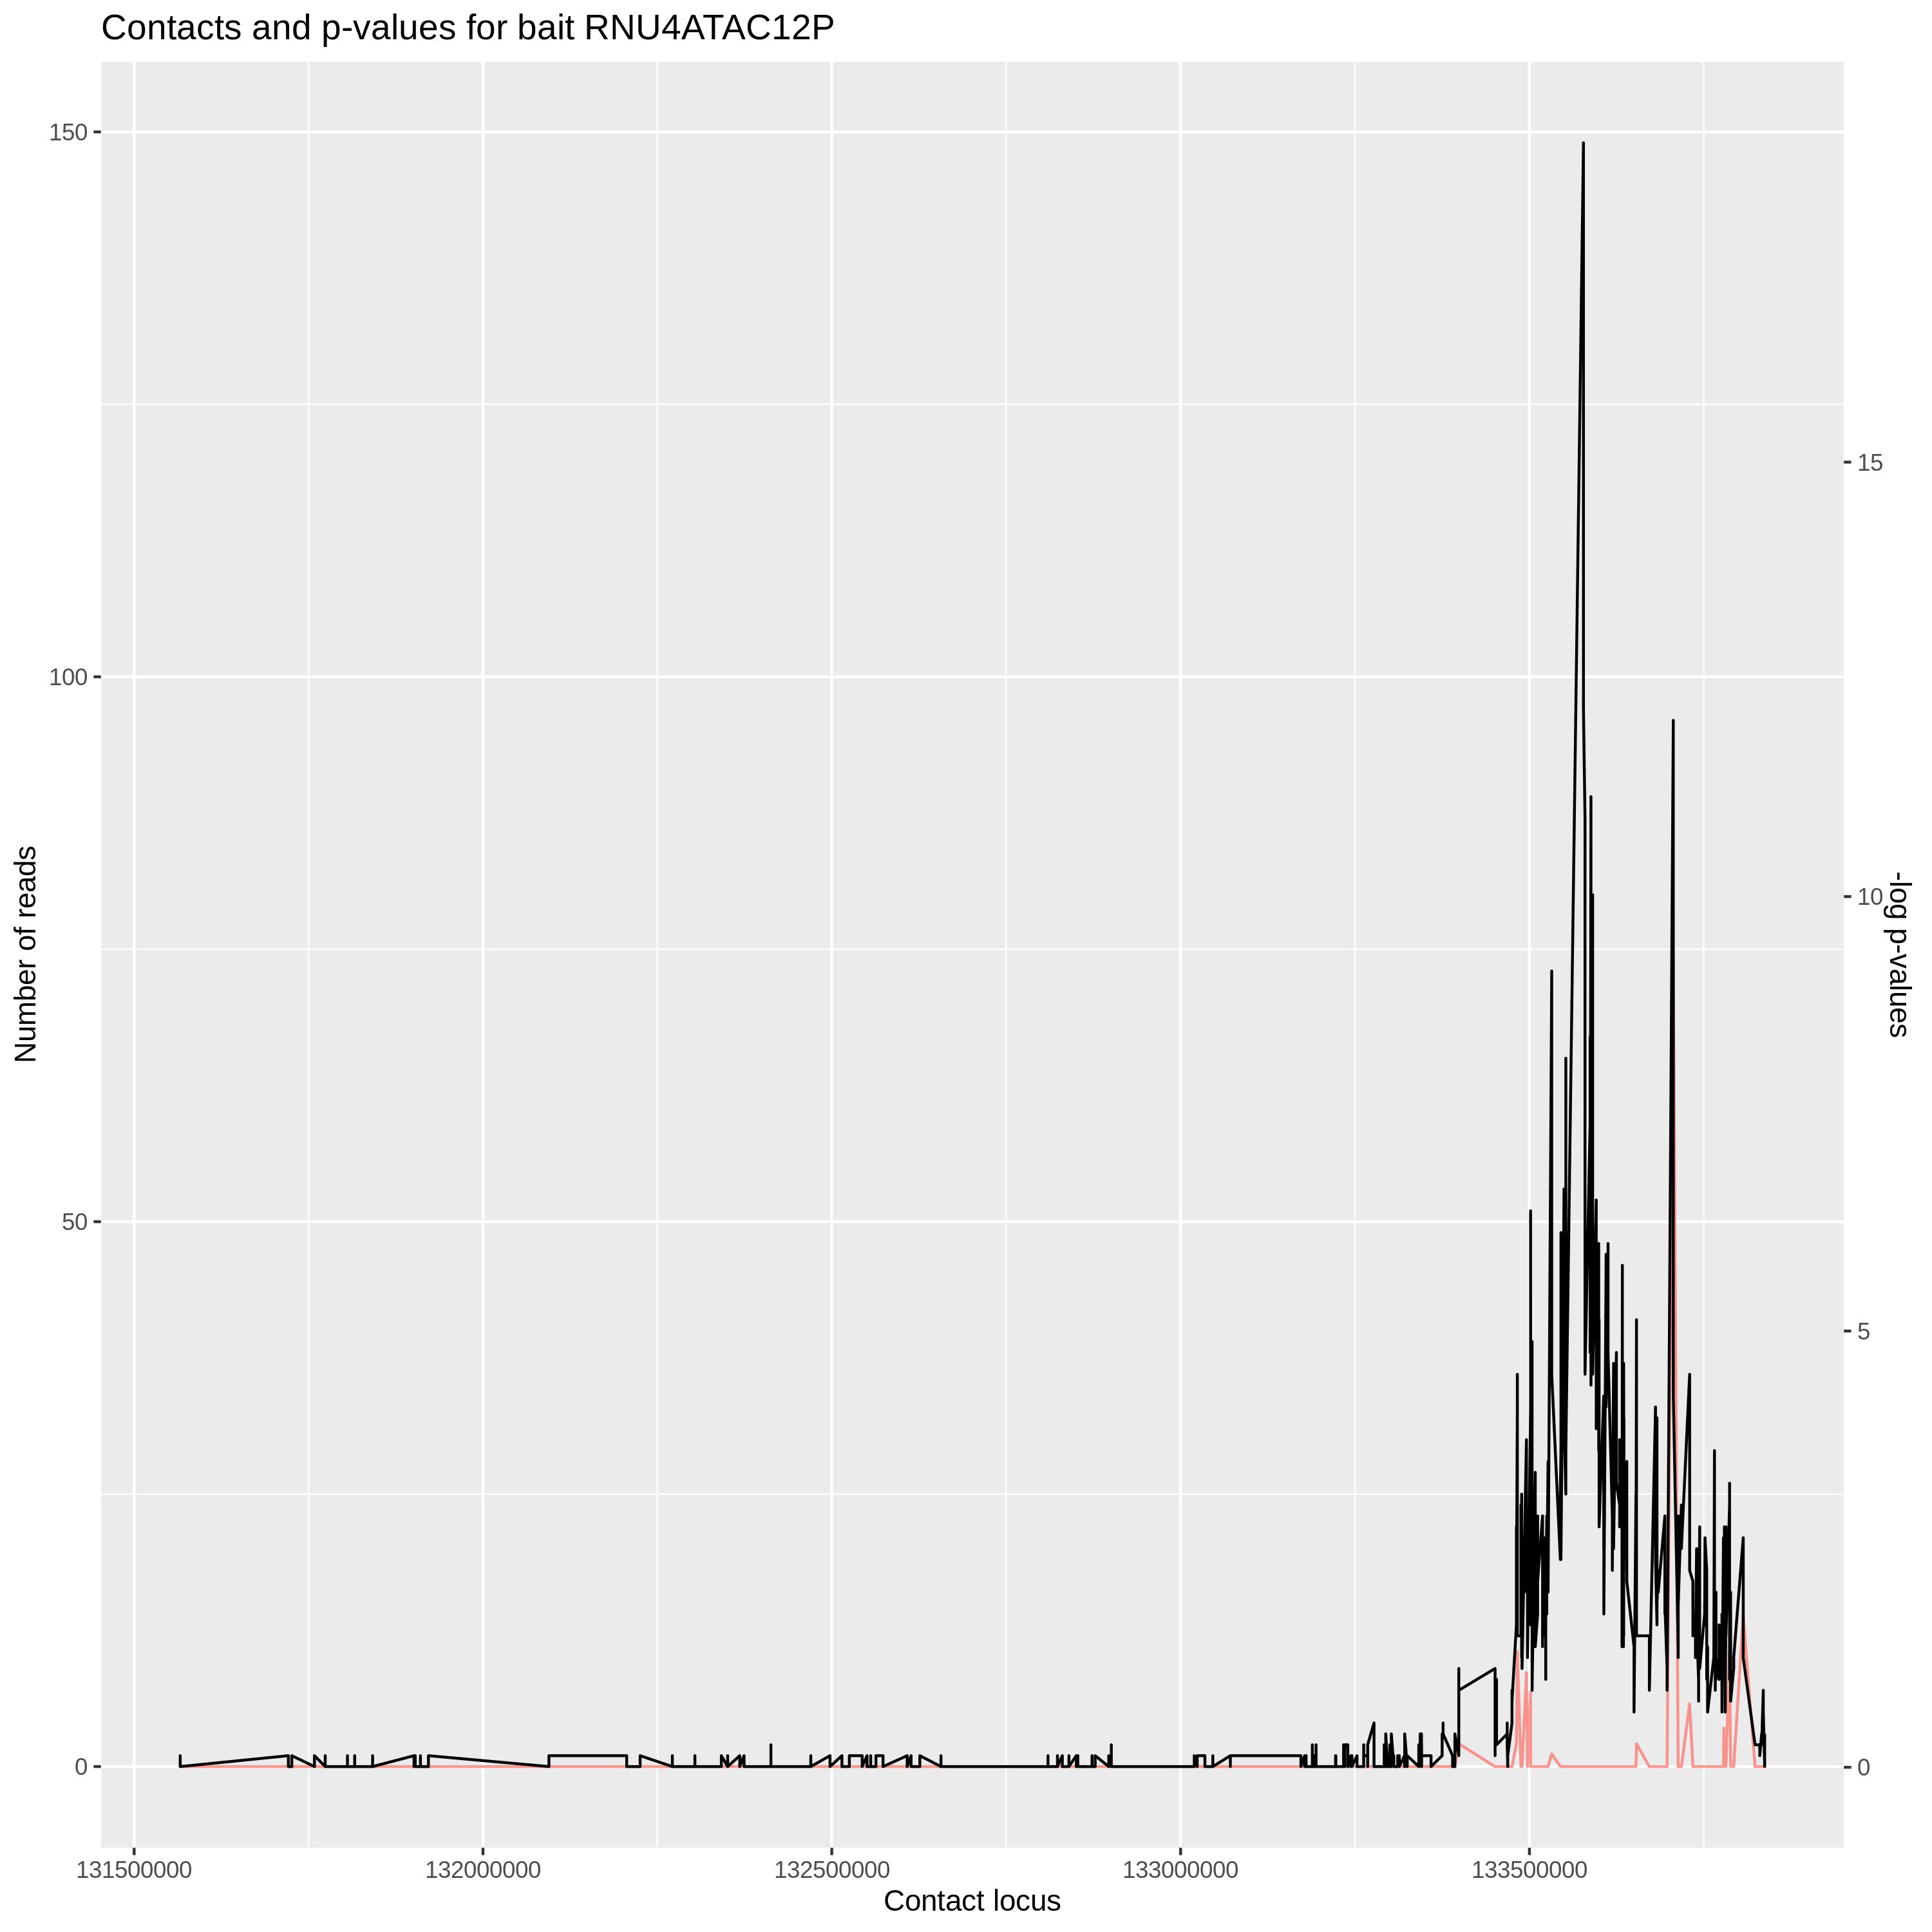 Contacts and p-values for bait RNU4ATAC12P
150
100
50
0
Number of reads
15
10
5
0
-log p-values
131500000 132000000 132500000 133000000 133500000
Contact locus